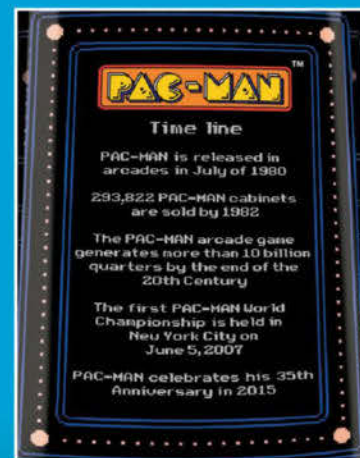 PAC-MAN™
Time line
PAC-MAN is released in
arcades in July of 1980
293,822 PAC-MAN cabinets
are sold by 1982
The PAC-MAN arcade game
generates more than 10 billion
quarters by the end of the
20th Century
The first PAC-MAN World
Championship is held in
New York City on
June 5, 2007
PAC-MAN celebrates his 35th
Anniversary in 2015